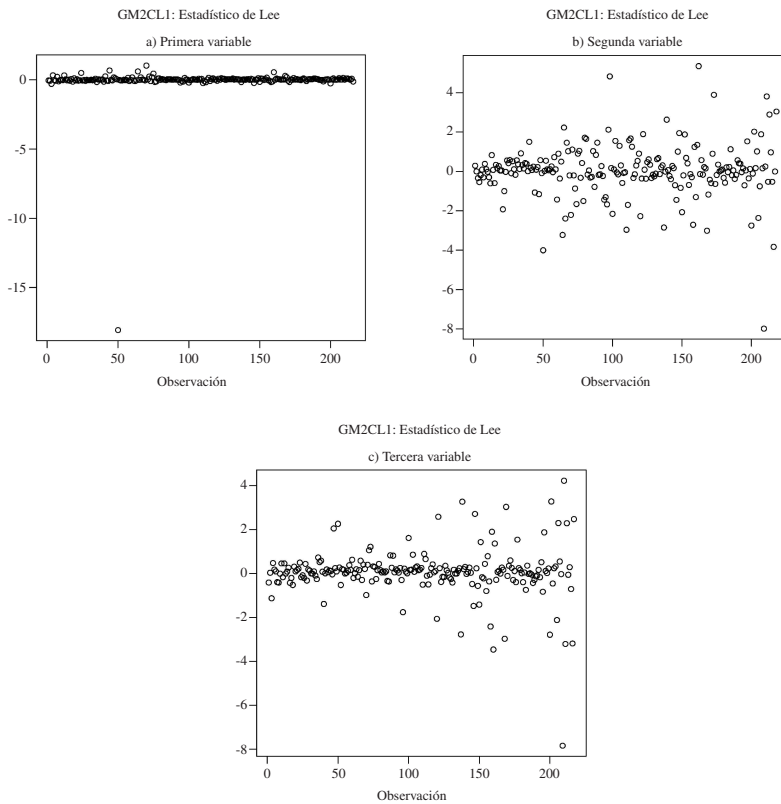 GM2CL1: Estadístico de Lee
a) Primera variable
0
-5
-10
-15
0 50 100 150 200
Observación
GM2CL1: Estadístico de Lee
b) Segunda variable
4
2
0
-2
-4
-6
-8
0 50 100 150 200
Observación
GM2CL1: Estadístico de Lee
c) Tercera variable
4
2
0
-2
-4
-6
-8
0 50 100 150 200
Observación